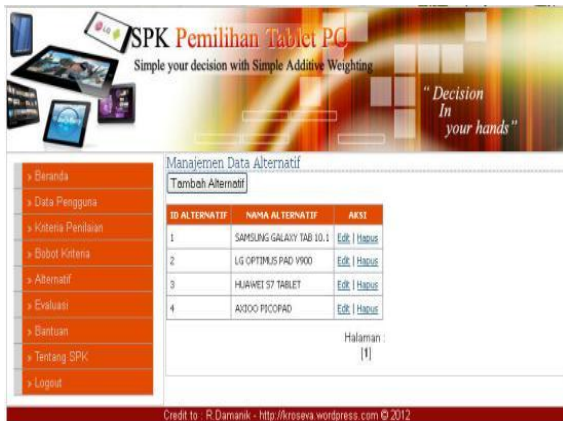 LG
SPK Pemilihan Tablet PC
Simple your decision with Simple Additive Weighting
“ Decision
In
your hands”
» Beranda
» Data Pengguna
» Kriteria Penilaian
» Bobot Kriteria
» Alternatif
» Evaluasi
» Bantuan
» Tentang SPK
» Logout
Manajemen Data Alternatif
Tambah Alternatif
ID ALTERNATIF NAMA ALTERNATIF AKSI
1 SAMSUNG GALAXY TAB 10.1 Edit | Hapus
2 LG OPTIMUS PAD V900 Edit | Hapus
3 HUAWEI S7 TABLET Edit | Hapus
4 AXIOO PICOPAD Edit | Hapus
Halaman :
[1]
Credit to : R.Damanik - http://kroseva.wordpress.com © 2012